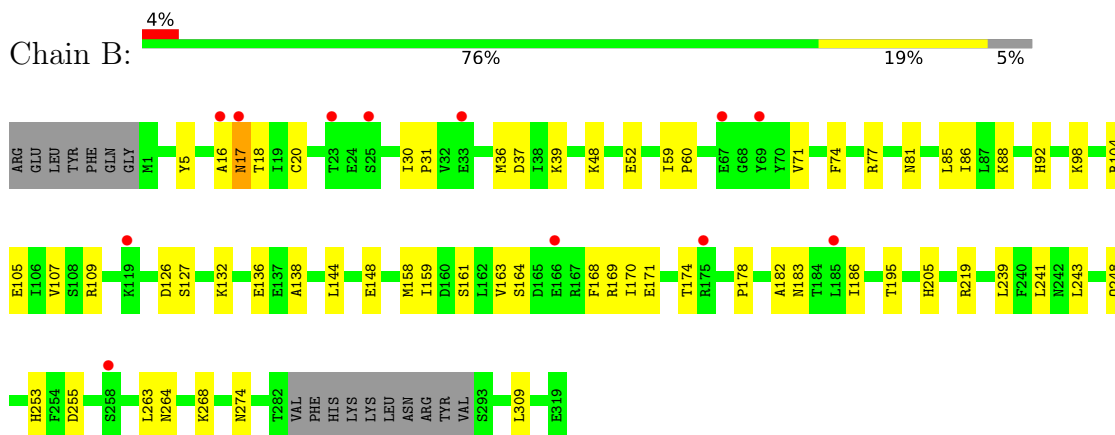 4%
Chain B:
76% 19% 5%
ARG GLU LEU TYR PHE GLN GLY M1 Y5 A16 N17 T18 I19 C20 T23 E24 S25 I30 P31 V32 E33 M36 D37 I38 K39 K48 E52 I59 P60 E67 G68 Y69 Y70 V71 F74 R77 N81 L85 I86 L87 K88 H92 K98 R104
E105 I106 V107 S108 R109 K119 D126 S127 K132 E136 E137 A138 L144 E148 M158 I159 D160 S161 L162 V163 S164 D165 E166 R167 F168 R169 I170 E171 T174 R175 P178 A182 N183 T184 L185 I186 T195 H205 R219 L239 F240 L241 N242 L243
H253 F254 D255 S258 L263 N264 K268 N274 T282 VAL PHE HIS LYS LYS LEU ASN ARG TYR VAL S293 L309 E319